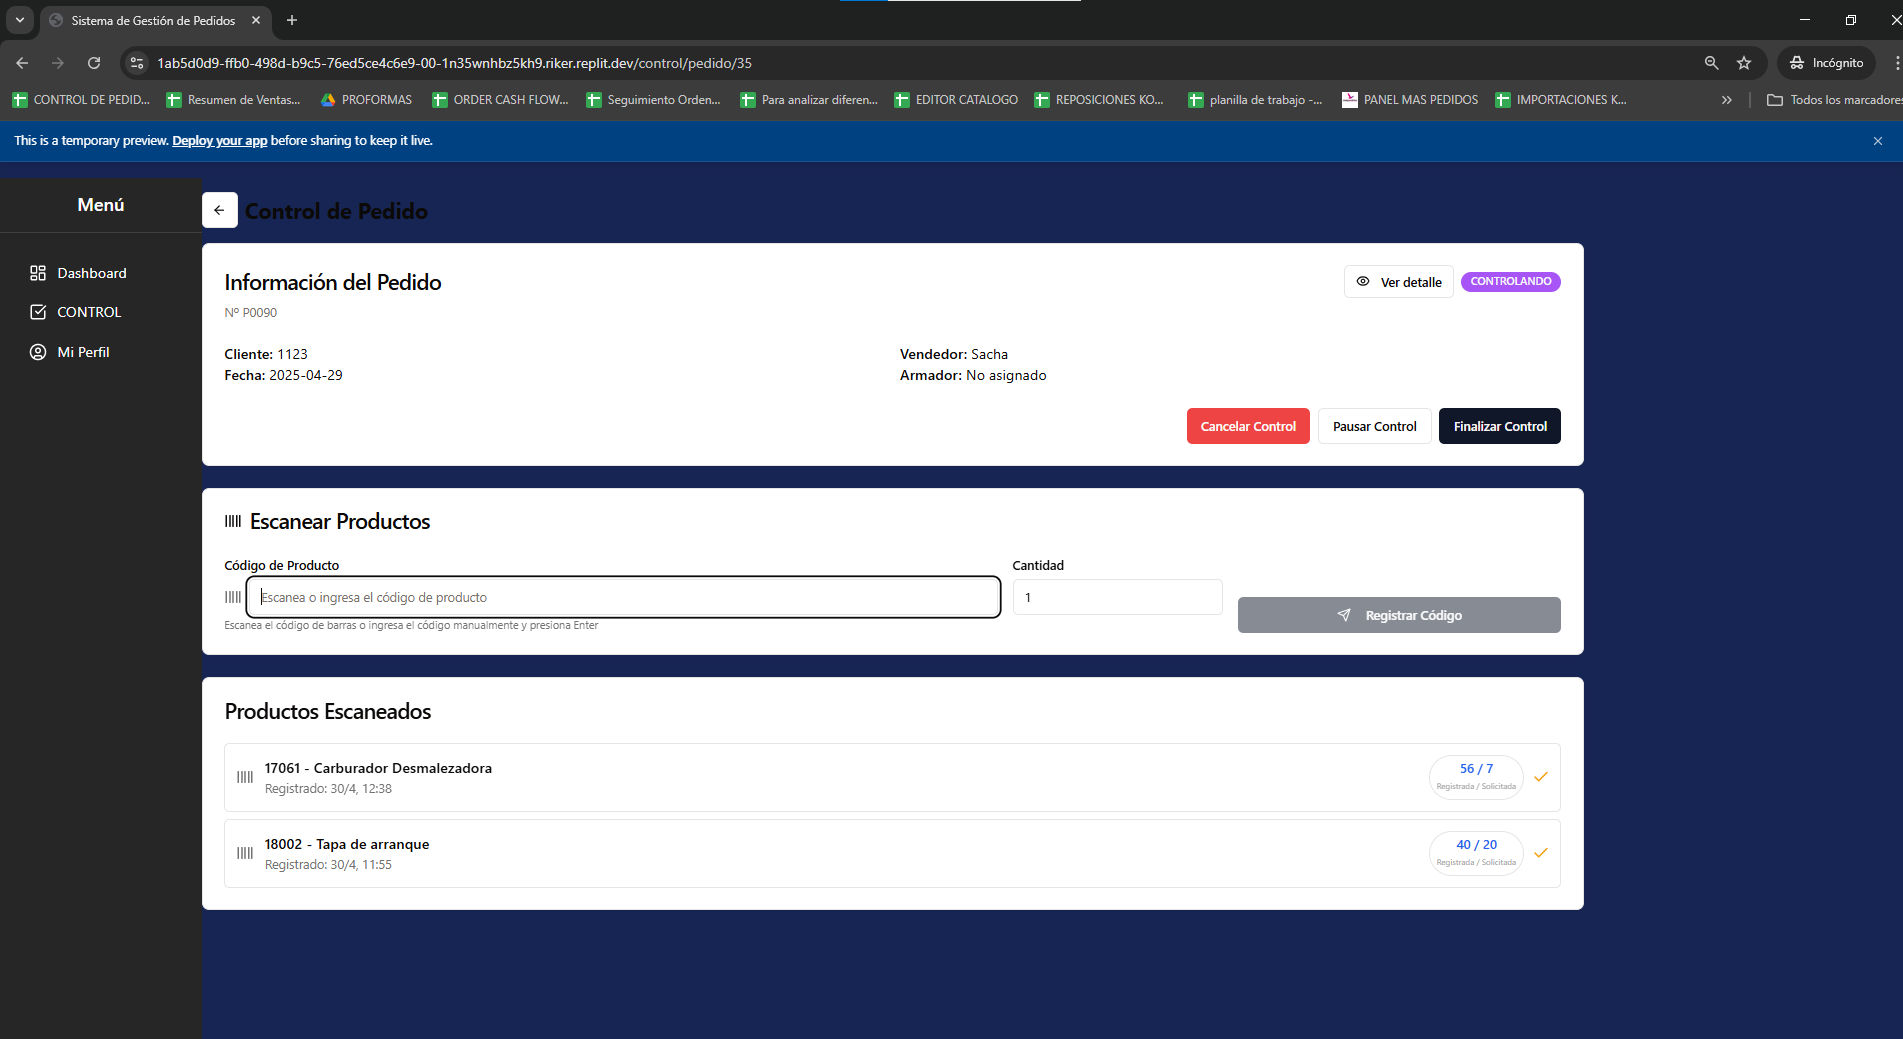 Sistema de Gestión de Pedidos
1ab5d0d9-ffb0-498d-b9c5-76ed5ce4c6e9-00-1n35wnhbz5kh9.riker.replit.dev/control/pedido/35
Incógnito
CONTROL DE PEDID...
Resumen de Ventas...
PROFORMAS
ORDER CASH FLOW...
Seguimiento Orden...
Para analizar diferen...
EDITOR CATALOGO
REPOSICIONES KO...
planilla de trabajo -...
PANEL MAS PEDIDOS
IMPORTACIONES K...
Todos los marcadores
This is a temporary preview. Deploy your app before sharing to keep it live.
Menú
Dashboard
CONTROL
Mi Perfil
Control de Pedido
Información del Pedido
Ver detalle
CONTROLANDO
Nº P0090
Cliente: 1123
Vendedor: Sacha
Fecha: 2025-04-29
Armador: No asignado
Cancelar Control
Pausar Control
Finalizar Control
Escanear Productos
Código de Producto
Cantidad
Escanea o ingresa el código de producto
1
Registrar Código
Escanea el código de barras o ingresa el código manualmente y presiona Enter
Productos Escaneados
17061 - Carburador Desmalezadora
Registrado: 30/4, 12:38
56 / 7
Registrada / Solicitada
18002 - Tapa de arranque
Registrado: 30/4, 11:55
40 / 20
Registrada / Solicitada